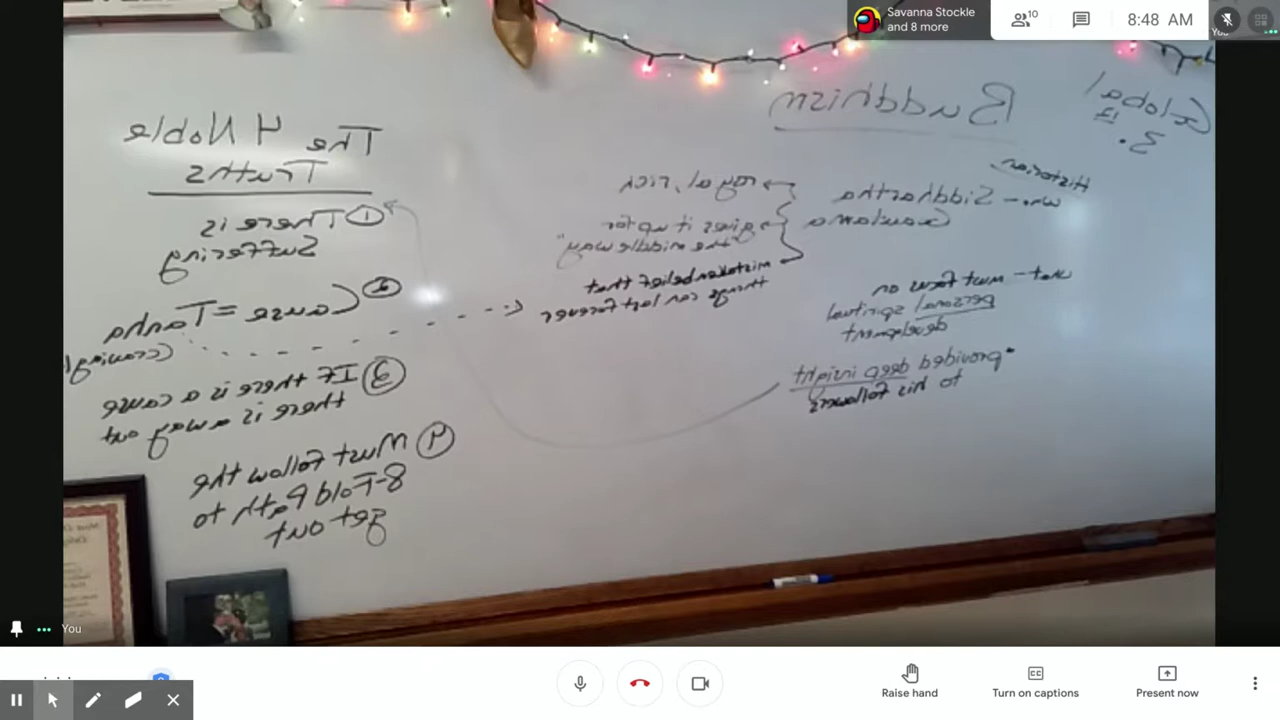 Savanna Stockle
and 8 more
10
8:48 AM
You
Global
3.
Buddhism
Historian
who - Siddhartha
Gautama
royal, rich
gives it up for
"the middle way"
mistaken belief that
things can last forever
what - must focus on
personal spiritual
development
• provided deep insight
to his followers
The 4 Noble
Truths
① There is
Suffering
② Cause = Tanha
(craving)
③ If there is a cause
there is a way out
④ Must follow the
8-Fold Path to
get out
You
Raise hand
Turn on captions
Present now